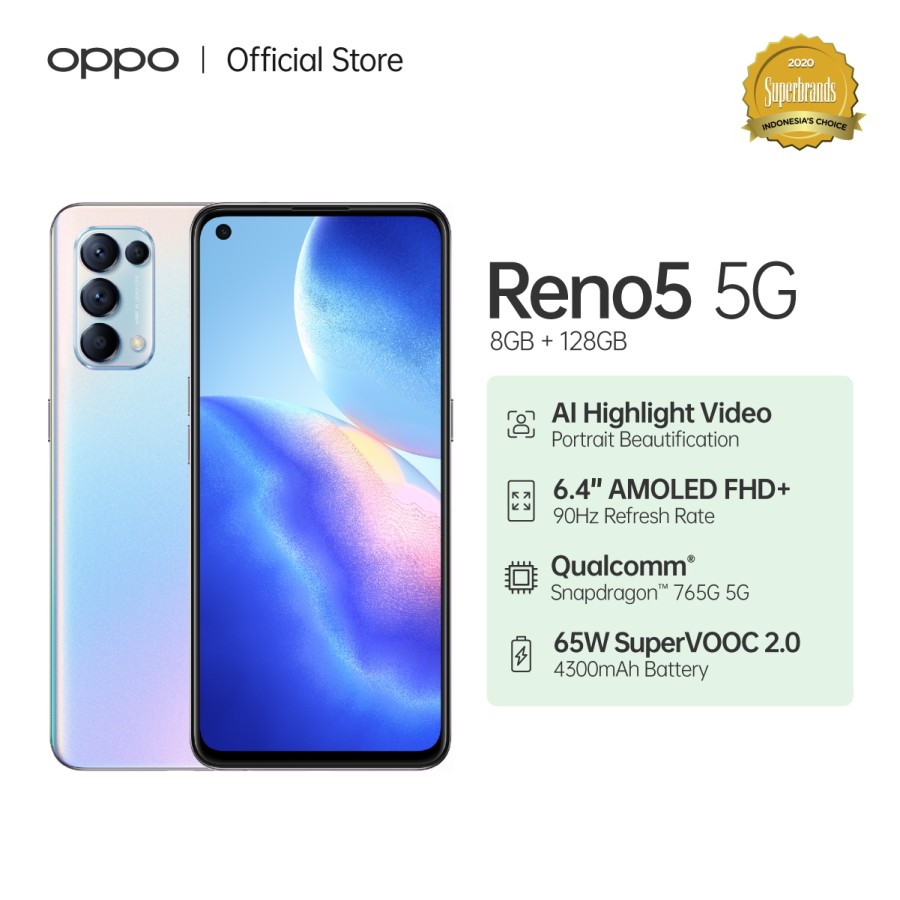 oppo | Official Store
2020
Superbrands
INDONESIA'S CHOICE
Reno5 5G
8GB + 128GB
AI Highlight Video
Portrait Beautification
6.4" AMOLED FHD+
90Hz Refresh Rate
Qualcomm®
Snapdragon™ 765G 5G
65W SuperVOOC 2.0
4300mAh Battery